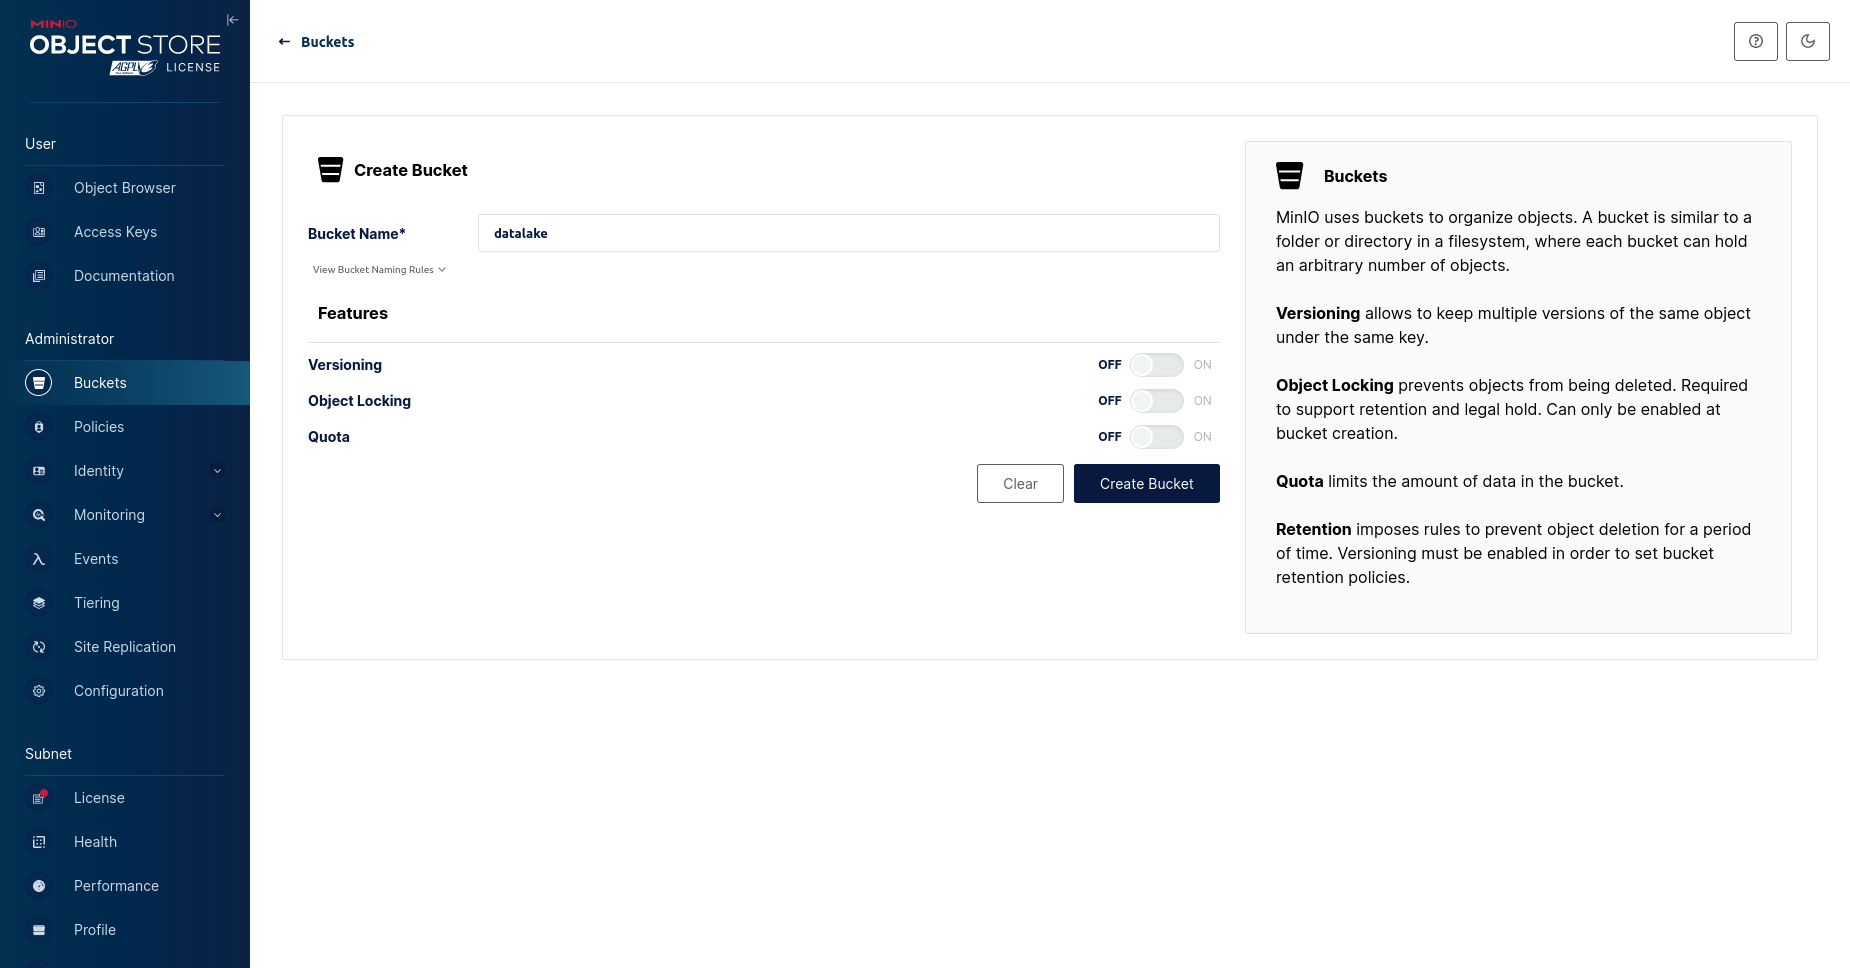 MINIO
OBJECT STORE
AGPLv3 LICENSE
User
Object Browser
Access Keys
Documentation
Administrator
Buckets
Policies
Identity
Monitoring
Events
Tiering
Site Replication
Configuration
Subnet
License
Health
Performance
Profile
Buckets
Create Bucket
Bucket Name*
datalake
View Bucket Naming Rules
Features
Versioning
OFF
ON
Object Locking
OFF
ON
Quota
OFF
ON
Clear
Create Bucket
Buckets
MinIO uses buckets to organize objects. A bucket is similar to a
folder or directory in a filesystem, where each bucket can hold
an arbitrary number of objects.
Versioning allows to keep multiple versions of the same object
under the same key.
Object Locking prevents objects from being deleted. Required
to support retention and legal hold. Can only be enabled at
bucket creation.
Quota limits the amount of data in the bucket.
Retention imposes rules to prevent object deletion for a period
of time. Versioning must be enabled in order to set bucket
retention policies.